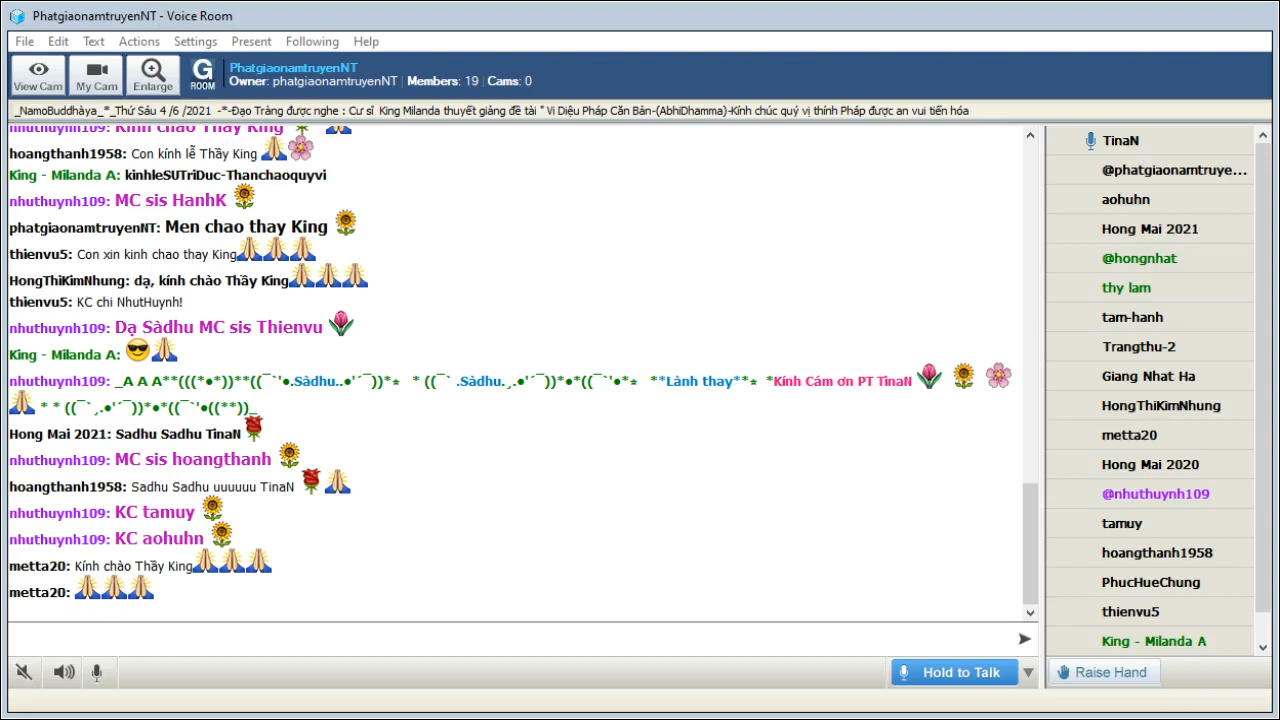 PhatgiaonamtruyenNT - Voice Room
File Edit Text Actions Settings Present Following Help
View Cam My Cam Enlarge G ROOM
PhatgiaonamtruyenNT
Owner: phatgiaonamtruyenNT | Members: 19 | Cams: 0
_NamoBuddhàya_*_Thứ Sáu 4 /6 /2021 -*-Đạo Tràng được nghe : Cư sĩ King Milanda thuyết giảng đề tài " Vi Diệu Pháp Căn Bản-(AbhiDhamma)-Kính chúc quý vị thính Pháp được an vui tiến hóa
nhuthuynh109: Kính chào Thầy King
hoangthanh1958: Con kính lễ Thầy King
King - Milanda A: kinhleSUTriDuc-Thanchaoquyvi
nhuthuynh109: MC sis HanhK
phatgiaonamtruyenNT: Men chao thay King
thienvu5: Con xin kinh chao thay King
HongThiKimNhung: dạ, kính chào Thầy King
thienvu5: KC chi NhutHuynh!
nhuthuynh109: Dạ Sàdhu MC sis Thienvu
King - Milanda A:
nhuthuynh109: _A A A**(((*•*))**((¯`'•.Sàdhu..•'´¯))*⭑ * ((¯` .Sàdhu.¸.•'´¯))*•*((¯`'•*⭑ **Lành thay**⭑ *Kính Cảm ơn PT TinaN
* * ((¯`¸.•'´¯))*•*((¯`'•((**))_
Hong Mai 2021: Sadhu Sadhu TinaN
nhuthuynh109: MC sis hoangthanh
hoangthanh1958: Sadhu Sadhu uuuuuu TinaN
nhuthuynh109: KC tamuy
nhuthuynh109: KC aohuhn
metta20: Kính chào Thầy King
metta20:
Hold to Talk
TinaN
@phatgiaonamtruye...
aohuhn
Hong Mai 2021
@hongnhat
thy lam
tam-hanh
Trangthu-2
Giang Nhat Ha
HongThiKimNhung
metta20
Hong Mai 2020
@nhuthuynh109
tamuy
hoangthanh1958
PhucHueChung
thienvu5
King - Milanda A
Raise Hand